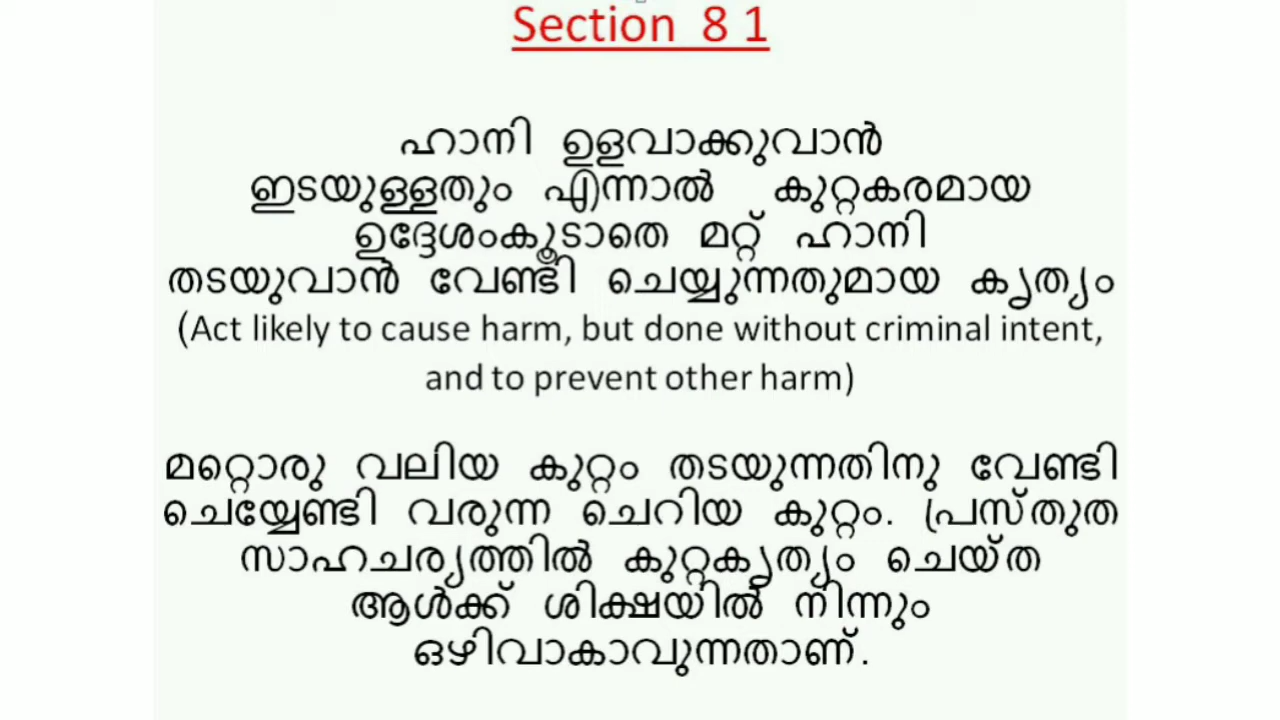 Section 8 1
ഹാനി ഉളവാക്കുവാൻ
ഇടയുള്ളതും എന്നാൽ കുറ്റകരമായ
ഉദ്ദേശംകൂടാതെ മറ്റ് ഹാനി
തടയുവാൻ വേണ്ടി ചെയ്യുന്നതുമായ കൃത്യം
(Act likely to cause harm, but done without criminal intent,
and to prevent other harm)
മറ്റൊരു വലിയ കുറ്റം തടയുന്നതിനു വേണ്ടി
ചെയ്യേണ്ടി വരുന്ന ചെറിയ കുറ്റം. പ്രസ്തുത
സാഹചര്യത്തിൽ കുറ്റകൃത്യം ചെയ്ത
ആൾക്ക് ശിക്ഷയിൽ നിന്നും
ഒഴിവാകാവുന്നതാണ്.